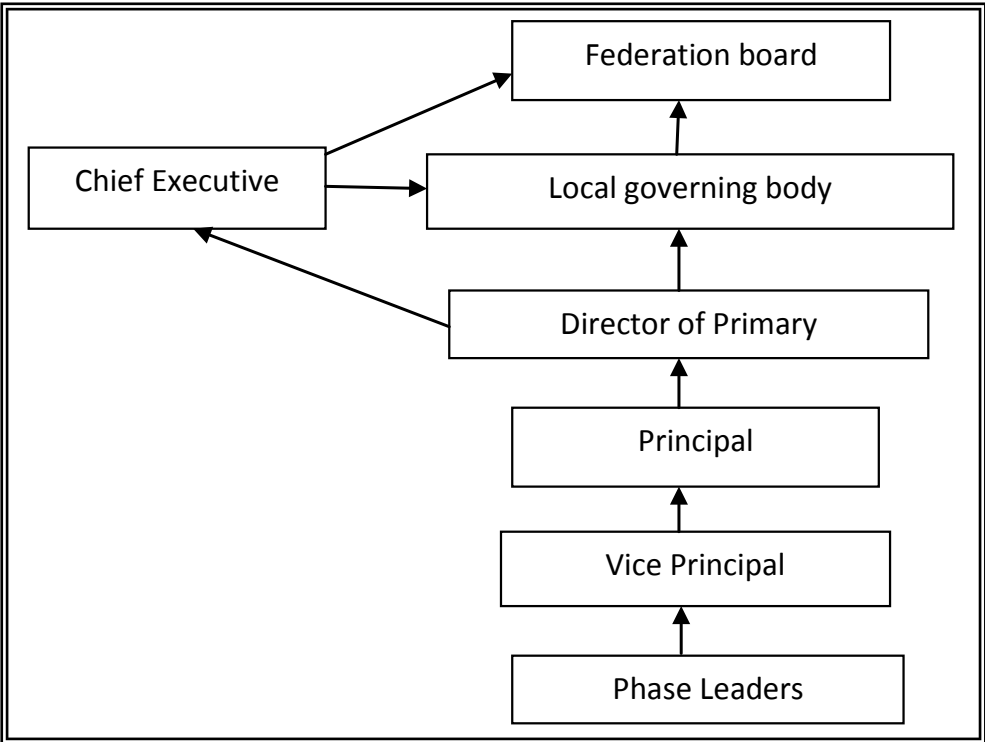 Federation board
Chief Executive
Local governing body
Director of Primary
Principal
Vice Principal
Phase Leaders